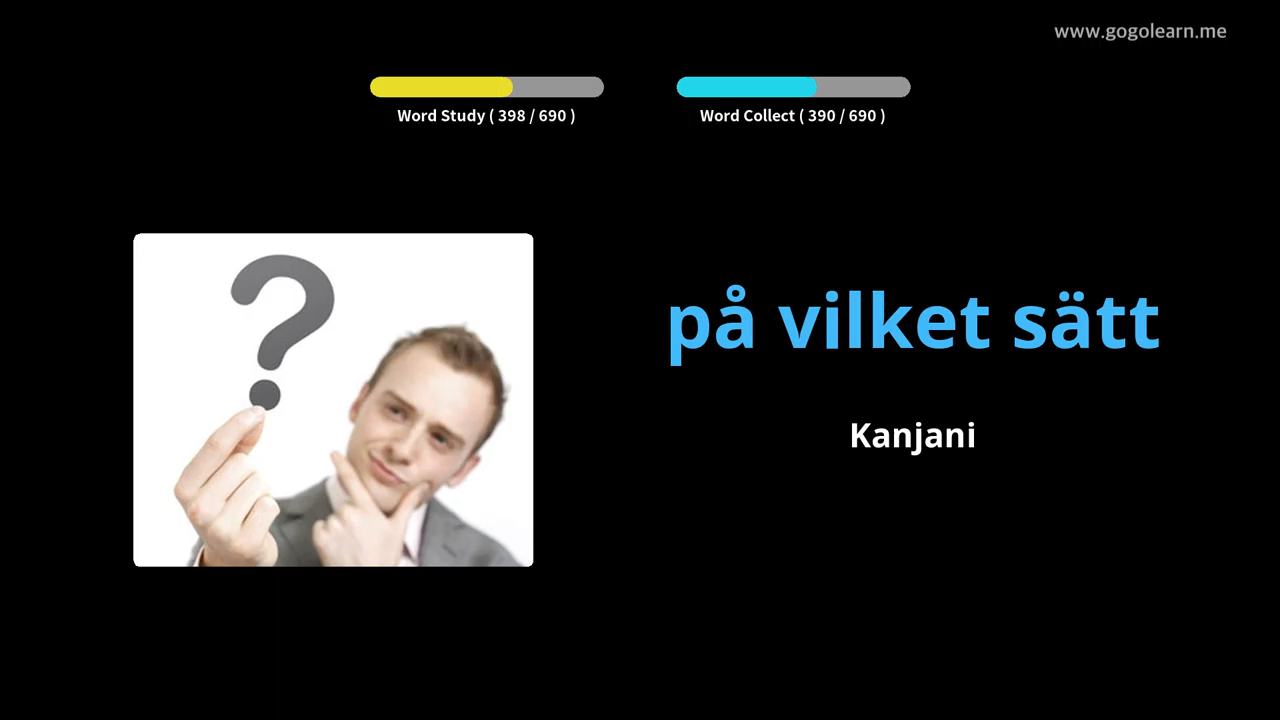 www.gogolearn.me
Word Study ( 398 / 690 )
Word Collect ( 390 / 690 )
på vilket sätt
Kanjani